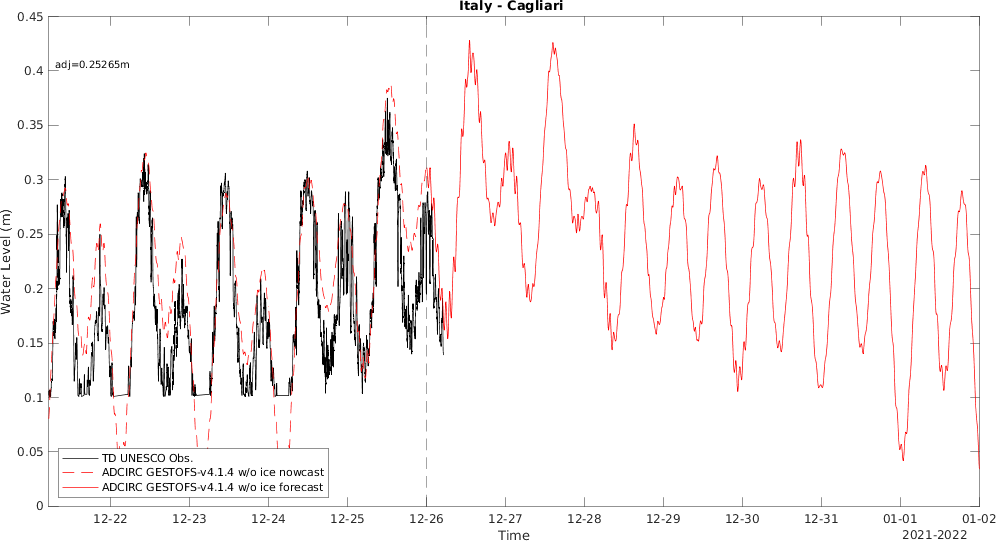 Italy - Cagliari
0.45
0.4
0.35
0.3
0.25
0.2
0.15
0.1
0.05
0
Water Level (m)
adj=0.25265m
TD UNESCO Obs.
ADCIRC GESTOFS-v4.1.4 w/o ice nowcast
ADCIRC GESTOFS-v4.1.4 w/o ice forecast
12-22 12-23 12-24 12-25 12-26 12-27 12-28 12-29 12-30 12-31 01-01 01-02
Time
2021-2022